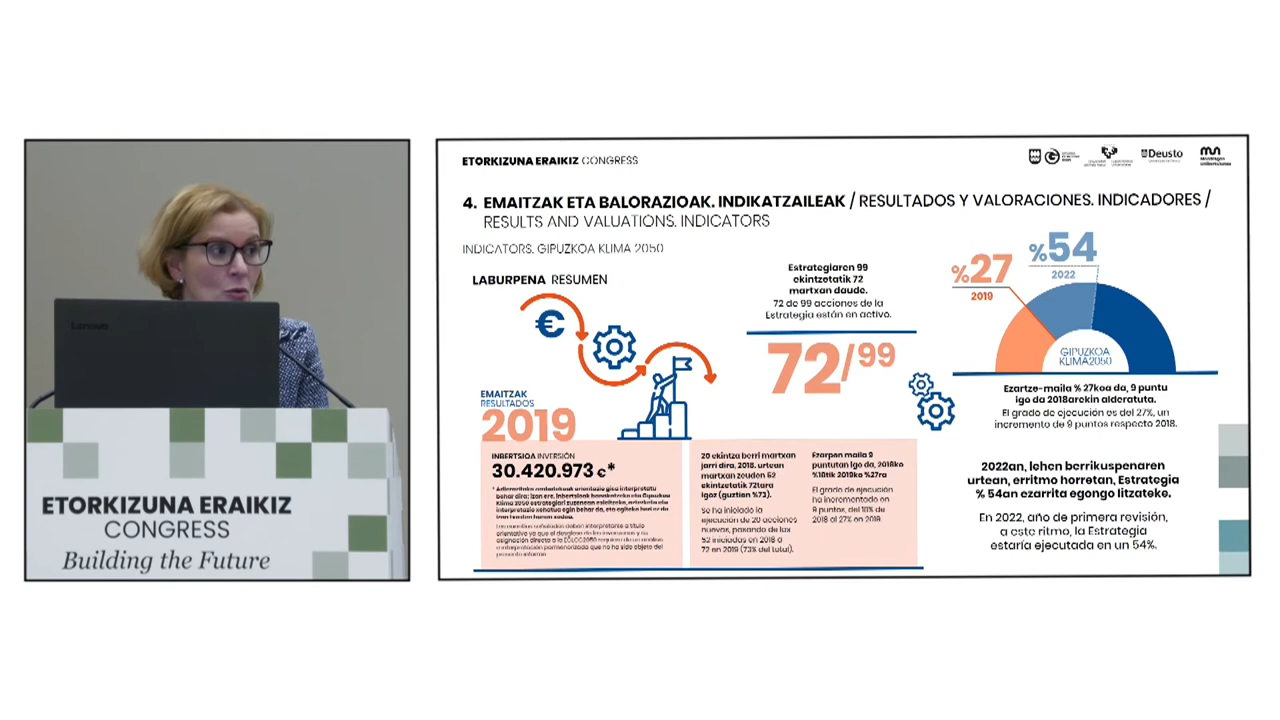 Lenovo
ETORKIZUNA ERAIKIZ
CONGRESS
Building the Future
ETORKIZUNA ERAIKIZ CONGRESS
Deusto
4. EMAITZAK ETA BALORAZIOAK. INDIKATZAILEAK / RESULTADOS Y VALORACIONES. INDICADORES /
RESULTS AND VALUATIONS. INDICATORS
INDICATORS. GIPUZKOA KLIMA 2050
LABURPENA RESUMEN
€
EMAITZAK
RESULTADOS
2019
INBERTSIOA INVERSIÓN
30.420.973 €*
20 ekintza berri martxan
jarri dira, 2018. urtean
martxan zeuden 52
ekintzetatik 72tara
igoz (guztien %73).
Se ha iniciado la
ejecución de 20 acciones
nuevas, pasando de las
52 iniciadas en 2018 a
72 en 2019 (73% del total).
Ezarpen maila 9
puntutan igo da, 2018ko
%18tik 2019ko %27ra
El grado de ejecución
ha incrementado en
9 puntos, del 18% de
2018 al 27% en 2019.
Estrategiaren 99
ekintzetatik 72
martxan daude.
72 de 99 acciones de la
Estrategia están en activo.
72/99
%27
2019
%54
2022
GIPUZKOA
KLIMA2050
Ezartze-maila % 27koa da, 9 puntu
igo da 2018arekin alderatuta.
El grado de ejecución es del 27%, un
incremento de 9 puntos respecto 2018.
2022an, lehen berrikuspenaren
urtean, erritmo horretan, Estrategia
% 54an ezarrita egongo litzateke.
En 2022, año de primera revisión,
a este ritmo, la Estrategia
estaría ejecutada en un 54%.